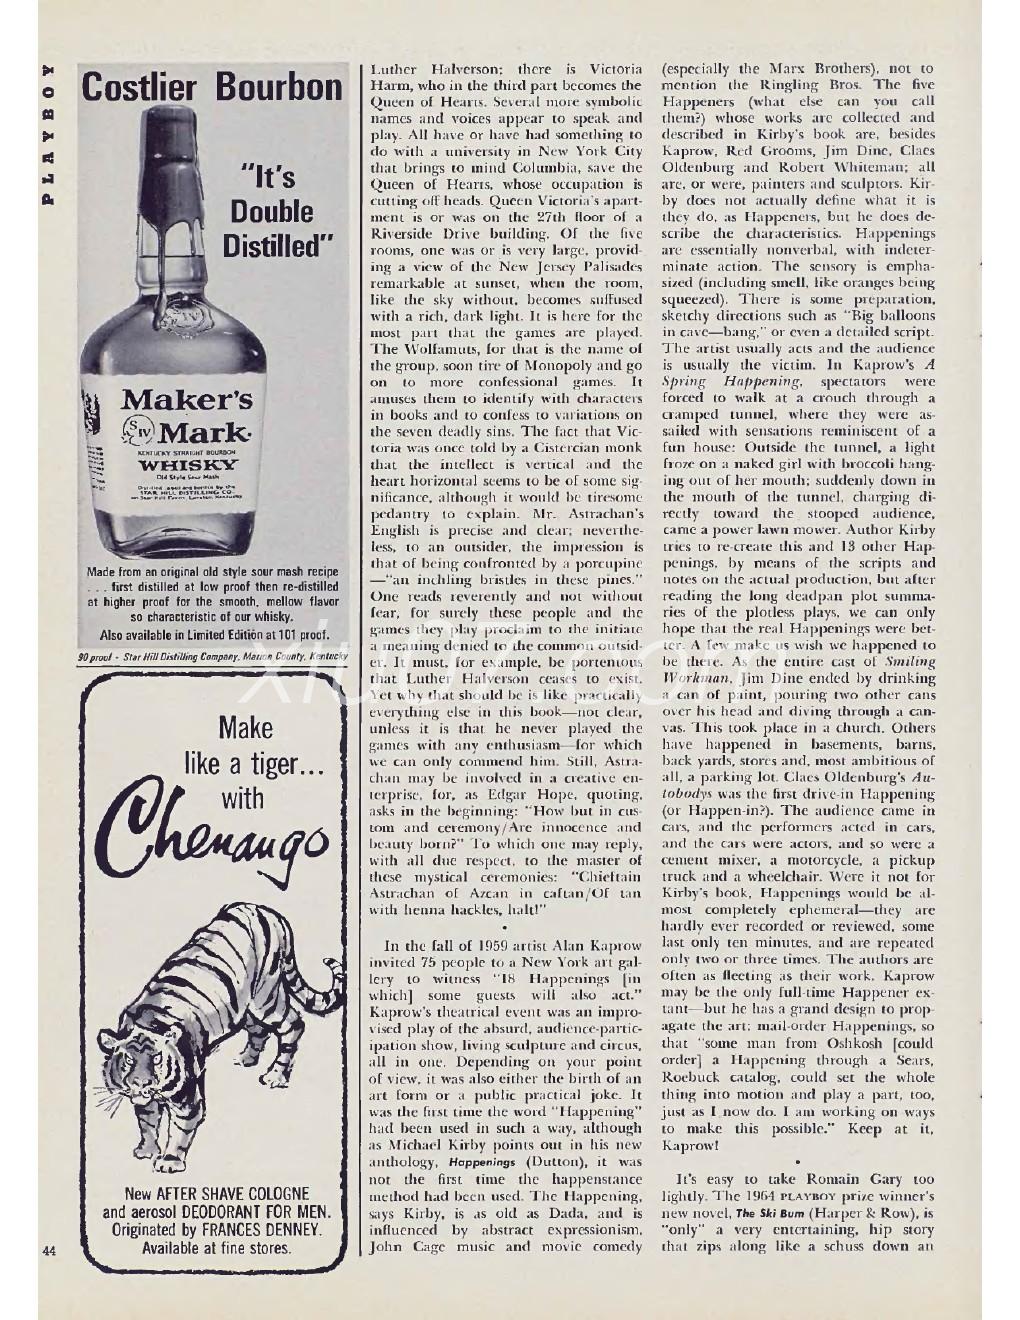 PLAYBOY
Costlier Bourbon
"It's
Double
Distilled"
Maker's
SIV Mark.
KENTUCKY STRAIGHT BOURBON
WHISKY
Old Style Sour Mash
STAR HILL DISTILLING CO.
Made from an original old style sour mash recipe
. . . first distilled at low proof then re-distilled
at higher proof for the smooth, mellow flavor
so characteristic of our whisky.
Also available in Limited Edition at 101 proof.
90 proof - Star Hill Distilling Company, Marion County, Kentucky
Make
like a tiger...
with
Chenango
New AFTER SHAVE COLOGNE
and aerosol DEODORANT FOR MEN.
Originated by FRANCES DENNEY.
Available at fine stores.
44
Luther Halverson; there is Victoria
Harm, who in the third part becomes the
Queen of Hearts. Several more symbolic
names and voices appear to speak and
play. All have or have had something to
do with a university in New York City
that brings to mind Columbia, save the
Queen of Hearts, whose occupation is
cutting off heads. Queen Victoria's apart-
ment is or was on the 27th floor of a
Riverside Drive building. Of the five
rooms, one was or is very large, provid-
ing a view of the New Jersey Palisades
remarkable at sunset, when the room,
like the sky without, becomes suffused
with a rich, dark light. It is here for the
most part that the games are played.
The Wolfamuts, for that is the name of
the group, soon tire of Monopoly and go
on to more confessional games. It
amuses them to identify with characters
in books and to confess to variations on
the seven deadly sins. The fact that Vic-
toria was once told by a Cistercian monk
that the intellect is vertical and the
heart horizontal seems to be of some sig-
nificance, although it would be tiresome
pedantry to explain. Mr. Astrachan's
English is precise and clear; neverthe-
less, to an outsider, the impression is
that of being confronted by a porcupine
—"an inchling bristles in these pines."
One reads reverently and not without
fear, for surely these people and the
games they play proclaim to the initiate
a meaning denied to the common outsid-
er. It must, for example, be portentous
that Luther Halverson ceases to exist.
Yet why that should be is like practically
everything else in this book—not clear,
unless it is that he never played the
games with any enthusiasm—for which
we can only commend him. Still, Astra-
chan may be involved in a creative en-
terprise, for, as Edgar Hope, quoting,
asks in the beginning: "How but in cus-
tom and ceremony/Are innocence and
beauty born?" To which one may reply,
with all due respect, to the master of
these mystical ceremonies: "Chieftain
Astrachan of Azcan in caftan/Of tan
with henna hackles, halt!"
•
In the fall of 1959 artist Alan Kaprow
invited 75 people to a New York art gal-
lery to witness "18 Happenings [in
which] some guests will also act."
Kaprow's theatrical event was an impro-
vised play of the absurd, audience-partic-
ipation show, living sculpture and circus,
all in one. Depending on your point
of view, it was also either the birth of an
art form or a public practical joke. It
was the first time the word "Happening"
had been used in such a way, although
as Michael Kirby points out in his new
anthology, Happenings (Dutton), it was
not the first time the happenstance
method had been used. The Happening,
says Kirby, is as old as Dada, and is
influenced by abstract expressionism,
John Cage music and movie comedy
(especially the Marx Brothers), not to
mention the Ringling Bros. The five
Happeners (what else can you call
them?) whose works are collected and
described in Kirby's book are, besides
Kaprow, Red Grooms, Jim Dine, Claes
Oldenburg and Robert Whiteman; all
are, or were, painters and sculptors. Kir-
by does not actually define what it is
they do, as Happeners, but he does de-
scribe the characteristics. Happenings
are essentially nonverbal, with indeter-
minate action. The sensory is empha-
sized (including smell, like oranges being
squeezed). There is some preparation,
sketchy directions such as "Big balloons
in cave—bang," or even a detailed script.
The artist usually acts and the audience
is usually the victim. In Kaprow's A
Spring Happening, spectators were
forced to walk at a crouch through a
cramped tunnel, where they were as-
sailed with sensations reminiscent of a
fun house: Outside the tunnel, a light
froze on a naked girl with broccoli hang-
ing out of her mouth; suddenly down in
the mouth of the tunnel, charging di-
rectly toward the stooped audience,
came a power lawn mower. Author Kirby
tries to re-create this and 13 other Hap-
penings, by means of the scripts and
notes on the actual production, but after
reading the long deadpan plot summa-
ries of the plotless plays, we can only
hope that the real Happenings were bet-
ter. A few make us wish we happened to
be there. As the entire cast of Smiling
Workman, Jim Dine ended by drinking
a can of paint, pouring two other cans
over his head and diving through a can-
vas. This took place in a church. Others
have happened in basements, barns,
back yards, stores and, most ambitious of
all, a parking lot. Claes Oldenburg's Au-
tobodys was the first drive-in Happening
(or Happen-in?). The audience came in
cars, and the performers acted in cars,
and the cars were actors, and so were a
cement mixer, a motorcycle, a pickup
truck and a wheelchair. Were it not for
Kirby's book, Happenings would be al-
most completely ephemeral—they are
hardly ever recorded or reviewed, some
last only ten minutes, and are repeated
only two or three times. The authors are
often as fleeting as their work. Kaprow
may be the only full-time Happener ex-
tant—but he has a grand design to prop-
agate the art: mail-order Happenings, so
that "some man from Oshkosh [could
order] a Happening through a Sears,
Roebuck catalog, could set the whole
thing into motion and play a part, too,
just as I now do. I am working on ways
to make this possible." Keep at it,
Kaprow!
•
It's easy to take Romain Gary too
lightly. The 1964 PLAYBOY prize winner's
new novel, The Ski Bum (Harper & Row), is
"only" a very entertaining, hip story
that zips along like a schuss down an